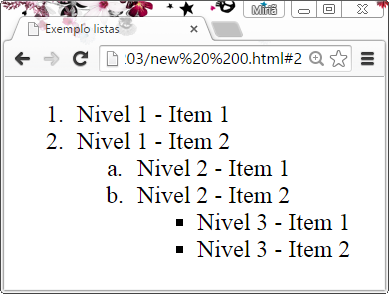 Miriã
Exemplo listas
:03/new%20%200.html#2
1. Nivel 1 - Item 1
2. Nivel 1 - Item 2
a. Nivel 2 - Item 1
b. Nivel 2 - Item 2
▪ Nivel 3 - Item 1
▪ Nivel 3 - Item 2